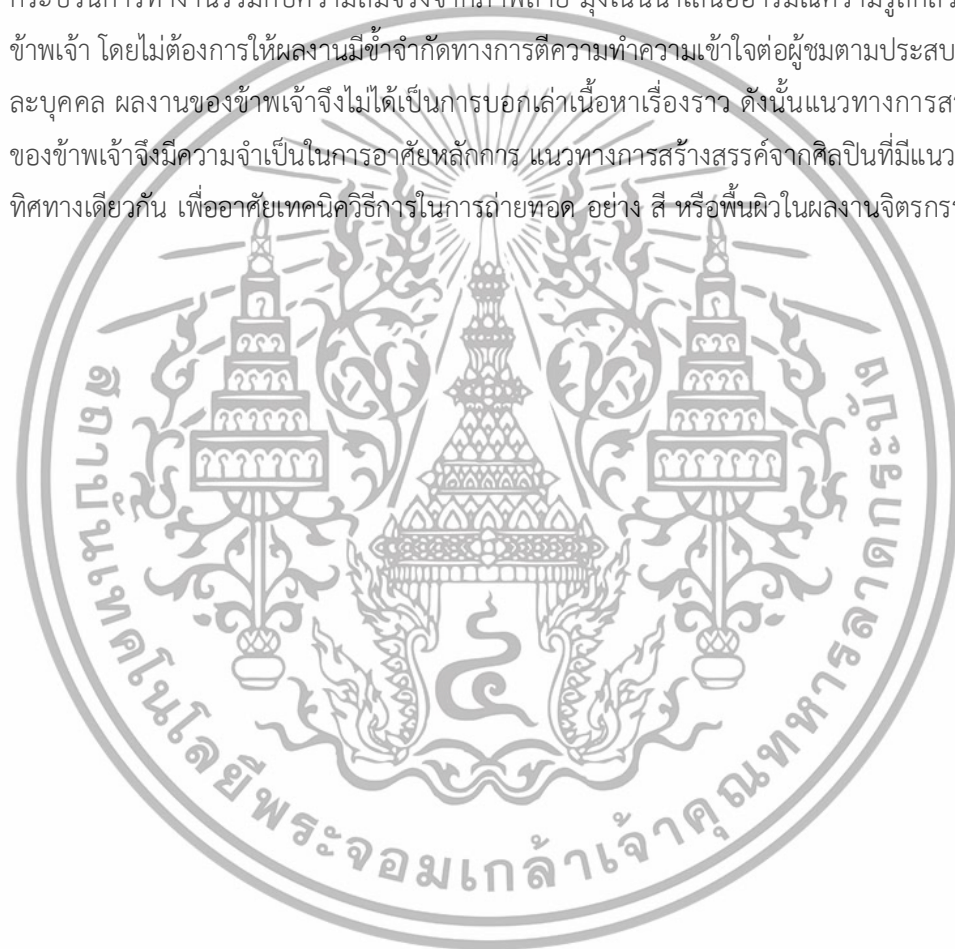 ข้าพเจ้า โดยไม่ต้องการให้ผลงานมีข้ำจำกัดทางการตีความทำความเข้าใจต่อผู้ชมตามประสบ
ละบุคคล ผลงานของข้าพเจ้าจึงไม่ได้เป็นการบอกเล่าเนื้อหาเรื่องราว ดังนั้นแนวทางการส
ของข้าพเจ้าจึงมีความจำเป็นในการอาศัยหลักการ แนวทางการสร้างสรรค์จากศิลปินที่มีแนว
ทิศทางเดียวกัน เพื่ออาศัยเทคนิควิธีการในการถ่ายทอด อย่าง สี หรือพื้นผิวในผลงานจิตรกร
สถาบันเทคโนโลยีพระจอมเกล้าเจ้าคุณทหารลาดกระบัง
๔